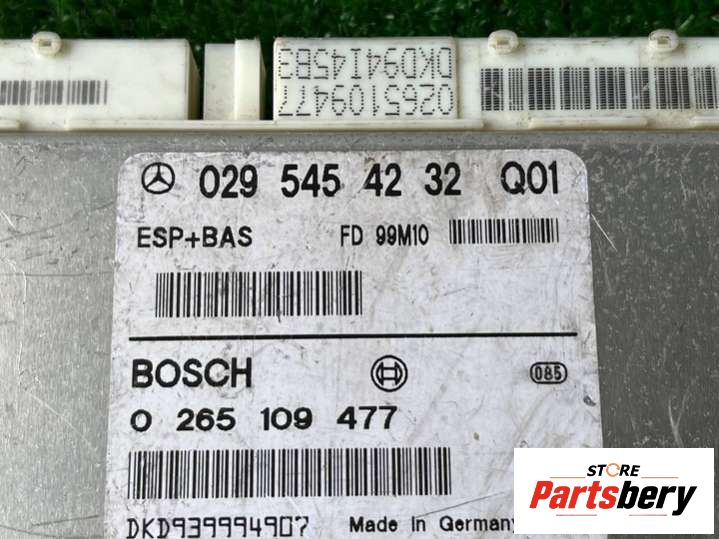 DKD94I45B3
0265109477
029 545 42 32 Q01
ESP+BAS FD 99M10
BOSCH 085
0 265 109 477
DKD939994907 Made in Germany
STORE
Partsbery